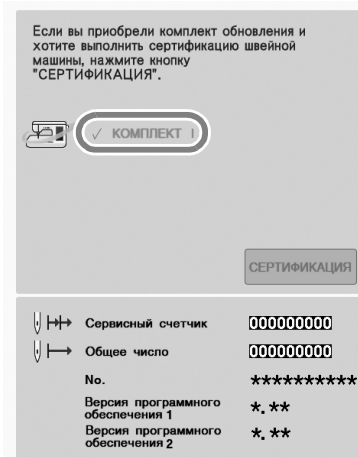 Если вы приобрели комплект обновления и
хотите выполнить сертификацию швейной
машины, нажмите кнопку
"СЕРТИФИКАЦИЯ".
✓ КОМПЛЕКТ I
СЕРТИФИКАЦИЯ
Сервисный счетчик 000000000
Общее число 000000000
No. **********
Версия программного
обеспечения 1 *.**
Версия программного
обеспечения 2 *.**